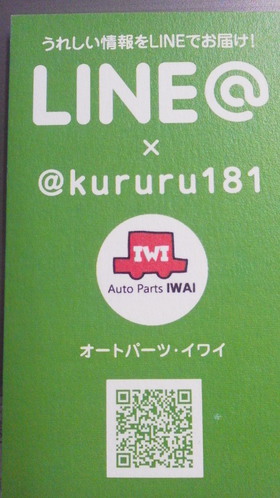 うれしい情報をLINEでお届け!
LINE@
×
@kururu181
IWI
Auto Parts IWAI
オートパーツ・イワイ